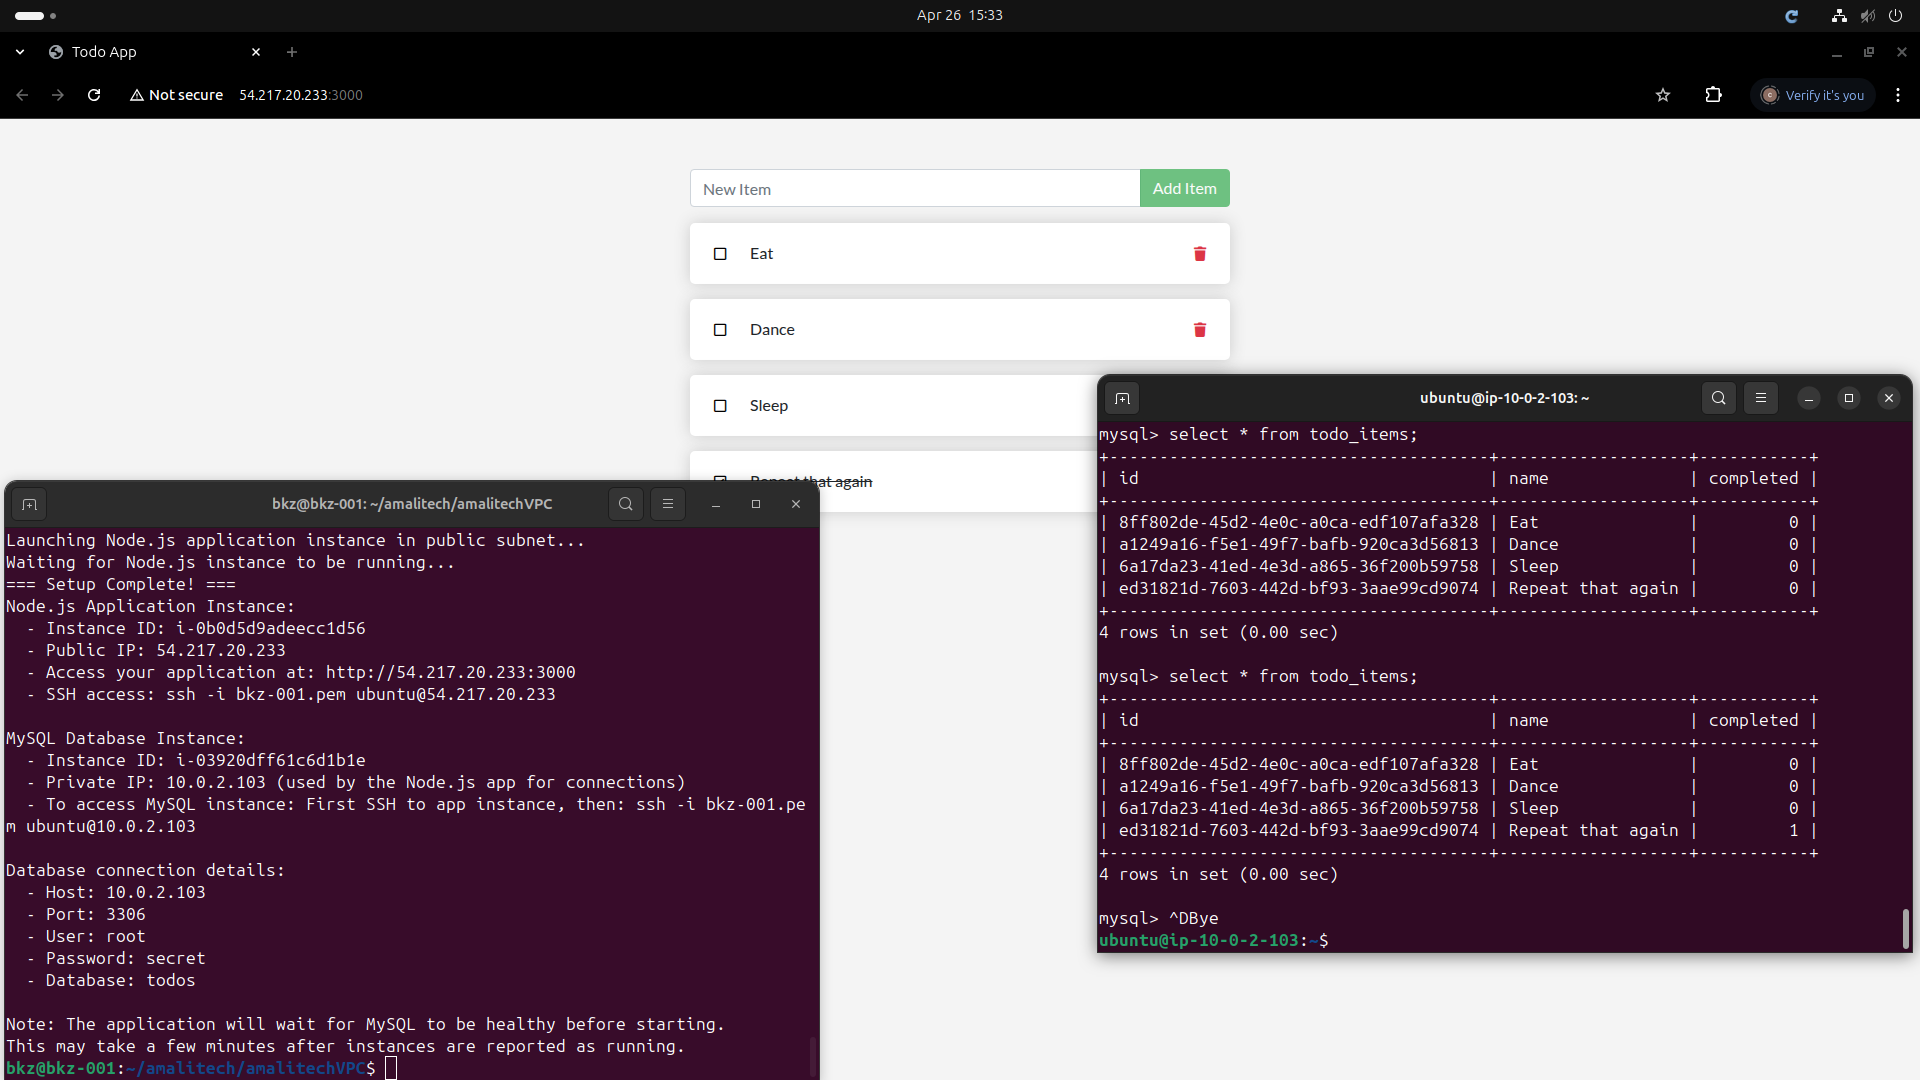 Apr 26 15:33
Todo App
Not secure 54.217.20.233:3000
Verify it's you
New Item
Add Item
Eat
Dance
Sleep
Repeat that again
bkz@bkz-001: ~/amalitech/amalitechVPC
Launching Node.js application instance in public subnet...
Waiting for Node.js instance to be running...
=== Setup Complete! ===
Node.js Application Instance:
- Instance ID: i-0b0d5d9adeecc1d56
- Public IP: 54.217.20.233
- Access your application at: http://54.217.20.233:3000
- SSH access: ssh -i bkz-001.pem ubuntu@54.217.20.233
MySQL Database Instance:
- Instance ID: i-03920dff61c6d1b1e
- Private IP: 10.0.2.103 (used by the Node.js app for connections)
- To access MySQL instance: First SSH to app instance, then: ssh -i bkz-001.pe
m ubuntu@10.0.2.103
Database connection details:
- Host: 10.0.2.103
- Port: 3306
- User: root
- Password: secret
- Database: todos
Note: The application will wait for MySQL to be healthy before starting.
This may take a few minutes after instances are reported as running.
bkz@bkz-001:~/amalitech/amalitechVPC$
ubuntu@ip-10-0-2-103: ~
mysql> select * from todo_items;
+--------------------------------------+-------------------+-----------+
| id                                   | name              | completed |
+--------------------------------------+-------------------+-----------+
| 8ff802de-45d2-4e0c-a0ca-edf107afa328 | Eat               |         0 |
| a1249a16-f5e1-49f7-bafb-920ca3d56813 | Dance             |         0 |
| 6a17da23-41ed-4e3d-a865-36f200b59758 | Sleep             |         0 |
| ed31821d-7603-442d-bf93-3aae99cd9074 | Repeat that again |         0 |
+--------------------------------------+-------------------+-----------+
4 rows in set (0.00 sec)
mysql> select * from todo_items;
+--------------------------------------+-------------------+-----------+
| id                                   | name              | completed |
+--------------------------------------+-------------------+-----------+
| 8ff802de-45d2-4e0c-a0ca-edf107afa328 | Eat               |         0 |
| a1249a16-f5e1-49f7-bafb-920ca3d56813 | Dance             |         0 |
| 6a17da23-41ed-4e3d-a865-36f200b59758 | Sleep             |         0 |
| ed31821d-7603-442d-bf93-3aae99cd9074 | Repeat that again |         1 |
+--------------------------------------+-------------------+-----------+
4 rows in set (0.00 sec)
mysql> ^DBye
ubuntu@ip-10-0-2-103:~$